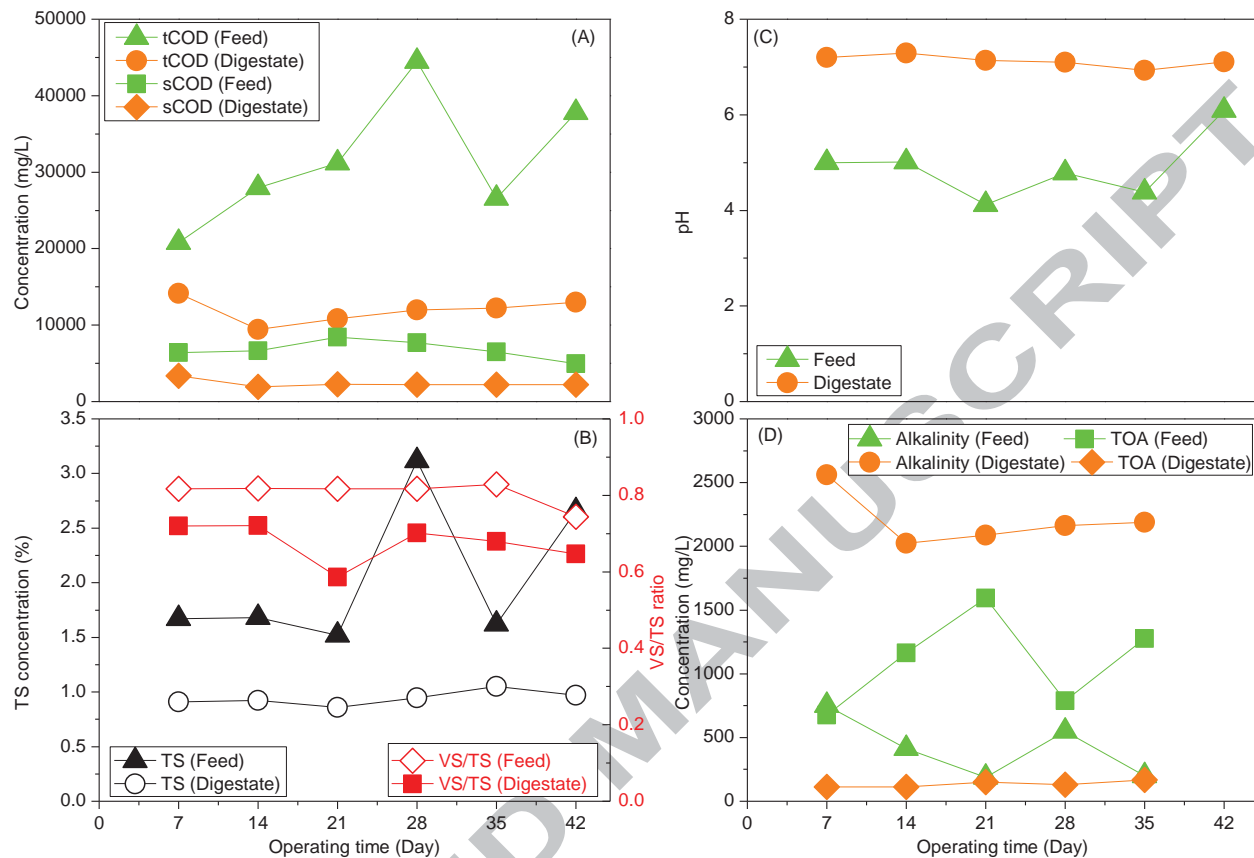 50000
40000
30000
20000
10000
0
Concentration (mg/L)
tCOD (Feed)
tCOD (Digestate)
sCOD (Feed)
sCOD (Digestate)
(A)
8
6
4
2
0
pH
(C)
Feed
Digestate
3.5
3.0
2.5
2.0
1.5
1.0
0.5
0.0
TS concentration (%)
(B)
1.0
0.8
0.6
0.4
0.2
0.0
VS/TS ratio
TS (Feed)
TS (Digestate)
VS/TS (Feed)
VS/TS (Digestate)
0 7 14 21 28 35 42
Operating time (Day)
3000
2500
2000
1500
1000
500
0
Concentration (mg/L)
(D)
Alkalinity (Feed)
TOA (Feed)
Alkalinity (Digestate)
TOA (Digestate)
0 7 14 21 28 35 42
Operating time (Day)
D MANUSCRIPT